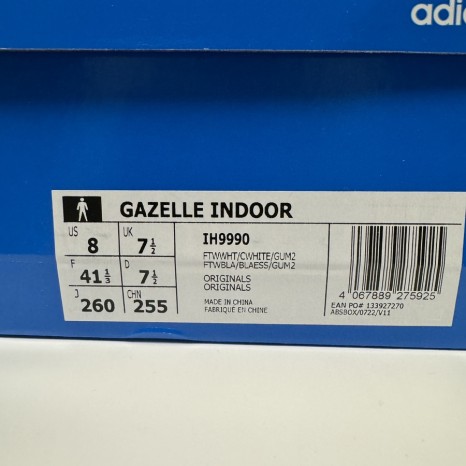 adi
GAZELLE INDOOR
US 8 UK 7½
F 41⅓ D 7½
J 260 CHN 255
IH9990
FTWWHT/CWHITE/GUM2
FTWBLA/BLAESS/GUM2
ORIGINALS
ORIGINALS
MADE IN CHINA
FABRIQUE EN CHINE
4 067889 275925
EAN PO# 133927270
ABSBOX/0722/V11